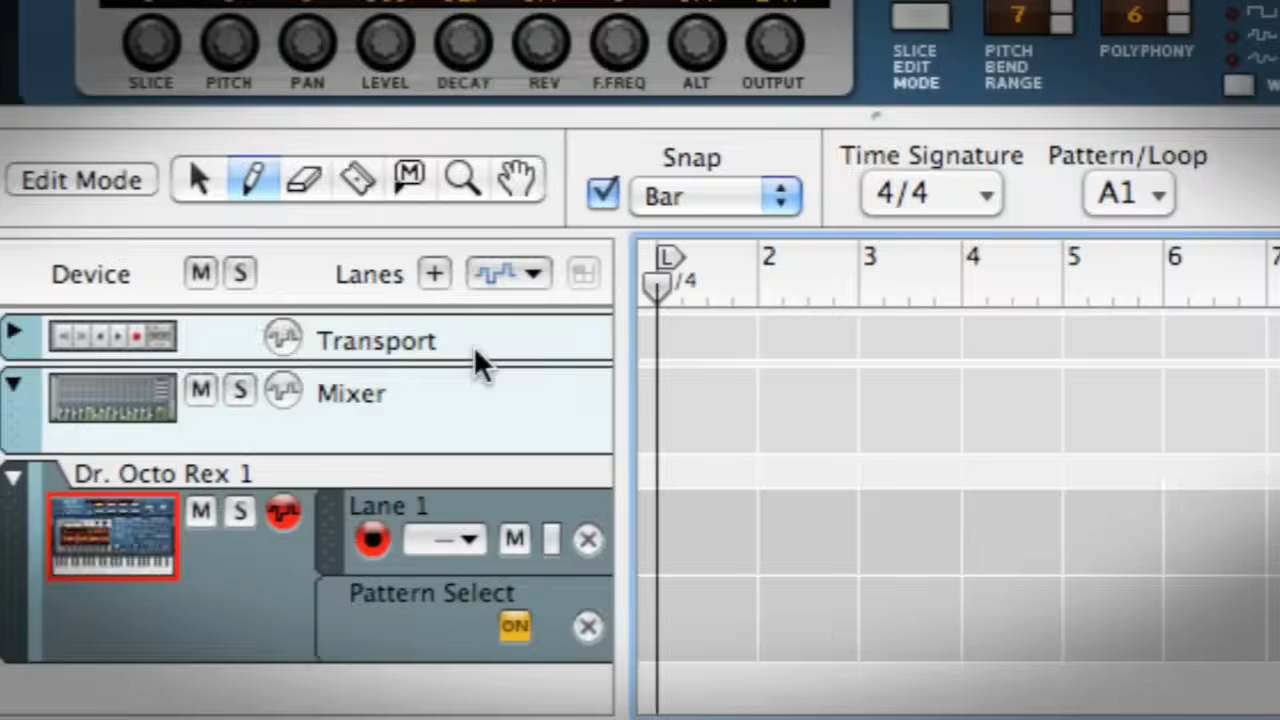 SLICE PITCH PAN LEVEL DECAY REV F.FREQ ALT OUTPUT
SLICE EDIT MODE
7
PITCH BEND RANGE
6
POLYPHONY
Edit Mode
M
Snap
Bar
Time Signature
4/4
Pattern/Loop
A1
Device M S Lanes +
L
/4
2 3 4 5 6 7
Transport
M S Mixer
Dr. Octo Rex 1
M S
Lane 1
— M
Pattern Select
ON